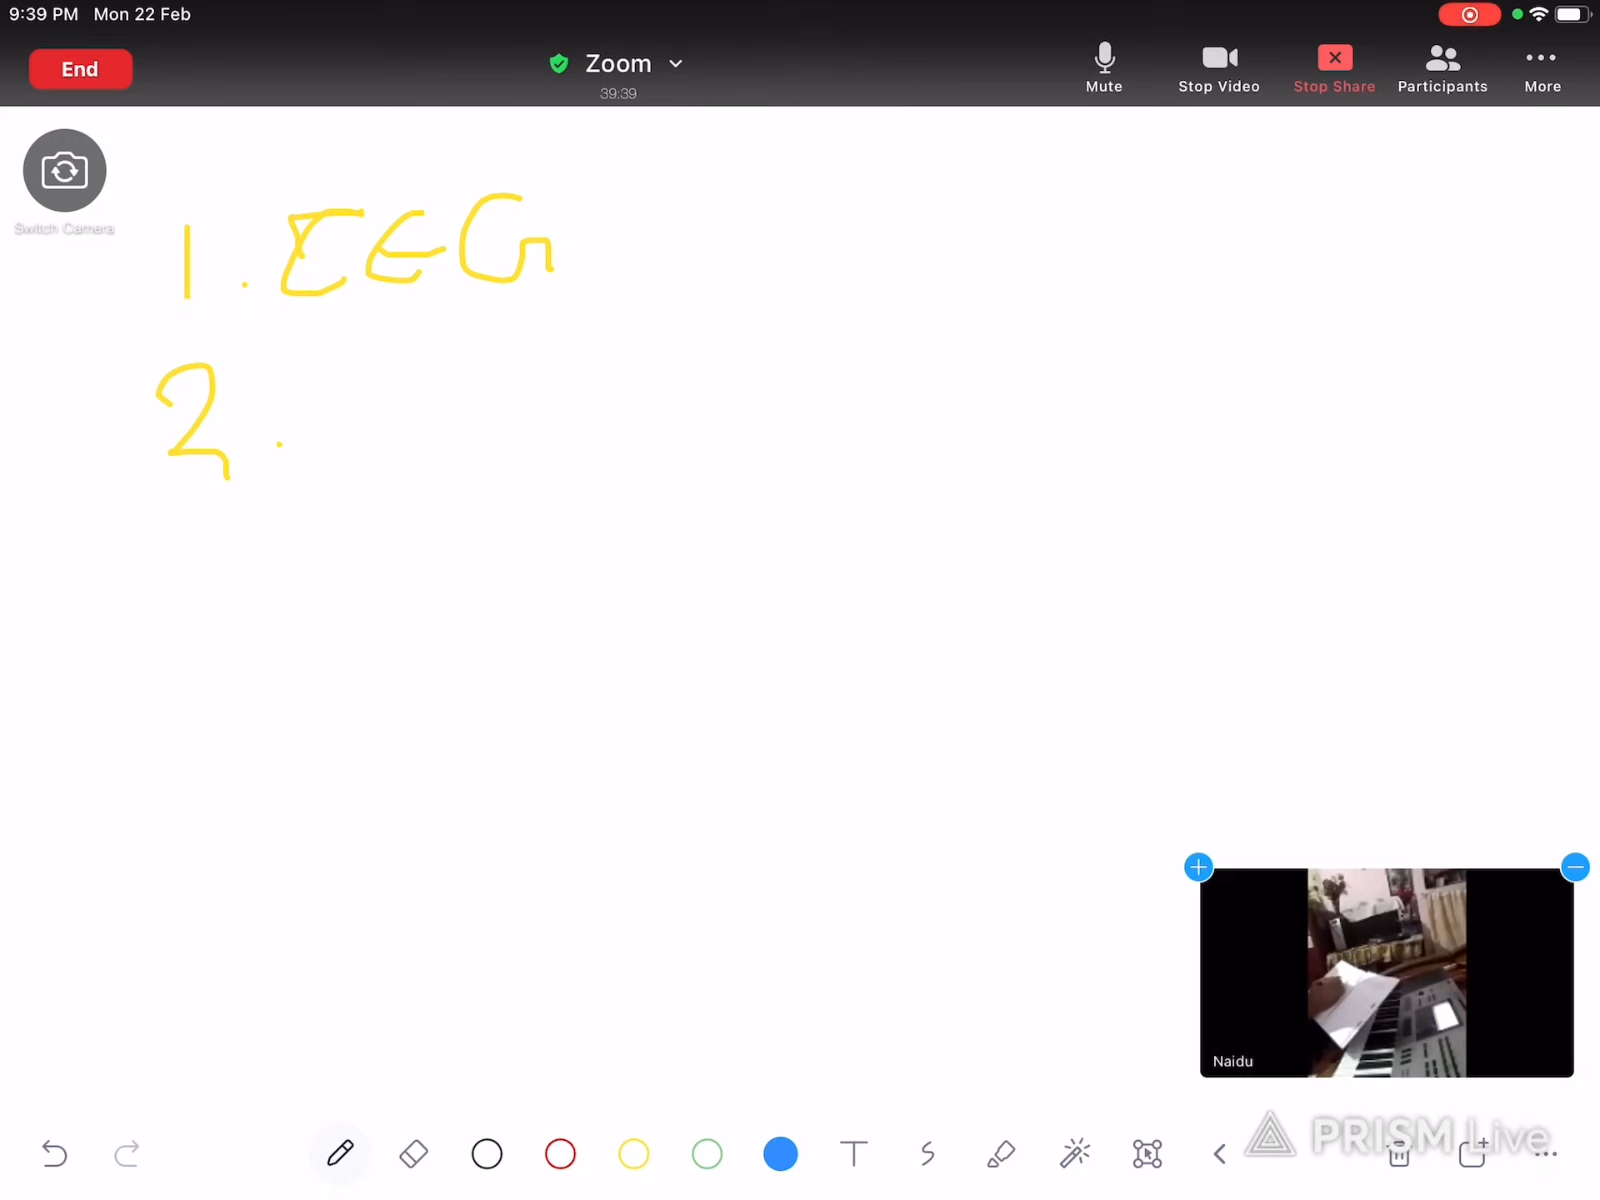 9:39 PM Mon 22 Feb
End
Zoom
39:39
Mute
Stop Video
Stop Share
Participants
More
Switch Camera
1. EEG
2.
Naidu
T
PRISM Live